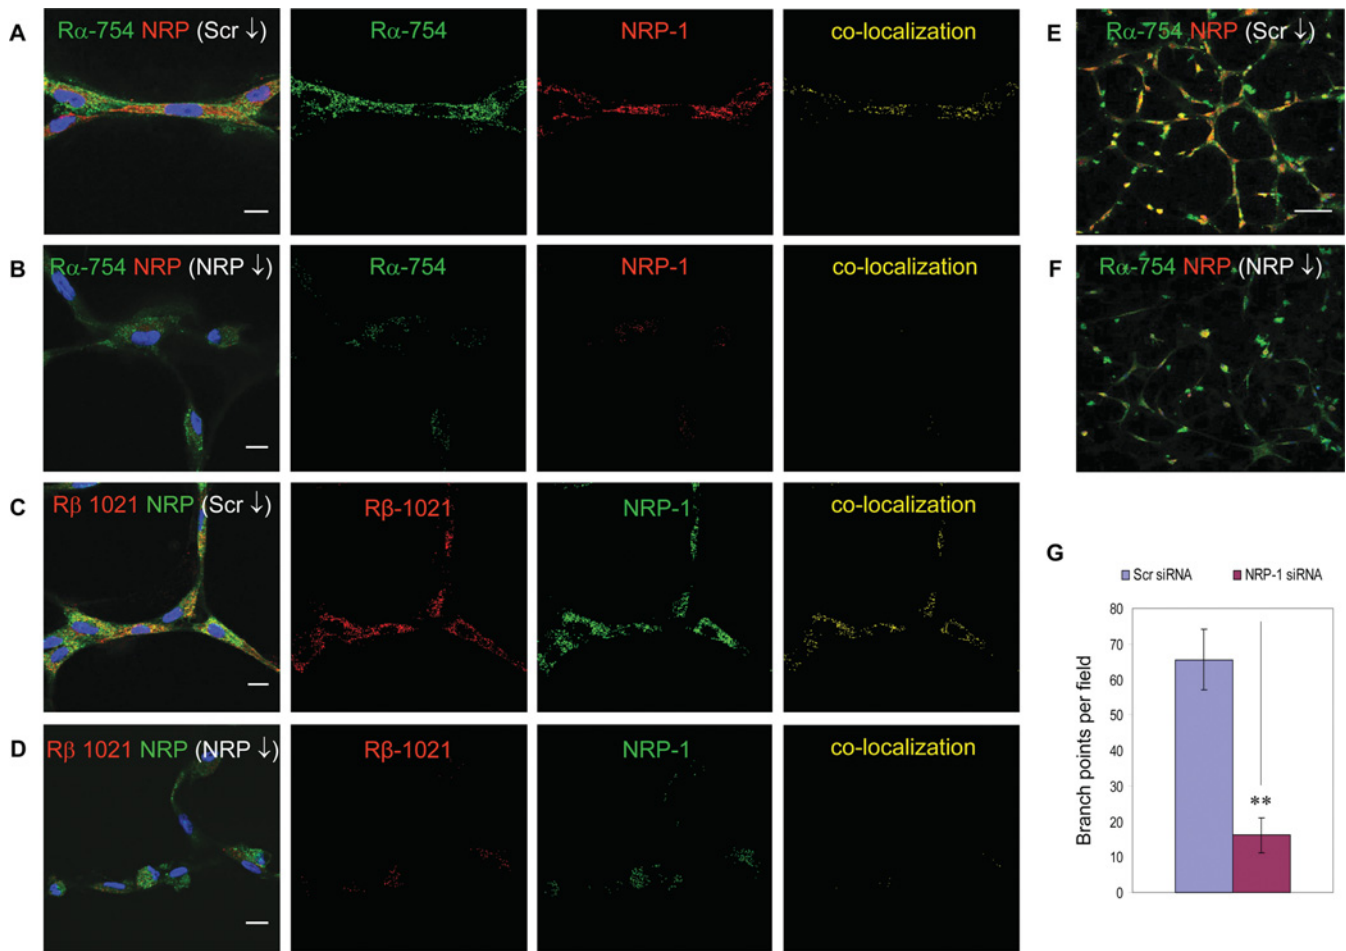 A
Rα-754 NRP (Scr ↓)
Rα-754
NRP-1
co-localization
E
Rα-754 NRP (Scr ↓)
B
Rα-754 NRP (NRP ↓)
Rα-754
NRP-1
co-localization
F
Rα-754 NRP (NRP ↓)
C
Rβ 1021 NRP (Scr ↓)
Rβ-1021
NRP-1
co-localization
D
Rβ 1021 NRP (NRP ↓)
Rβ-1021
NRP-1
co-localization
G
Scr siRNA
NRP-1 siRNA
Branch points per field
80
70
60
50
40
30
20
10
0
**